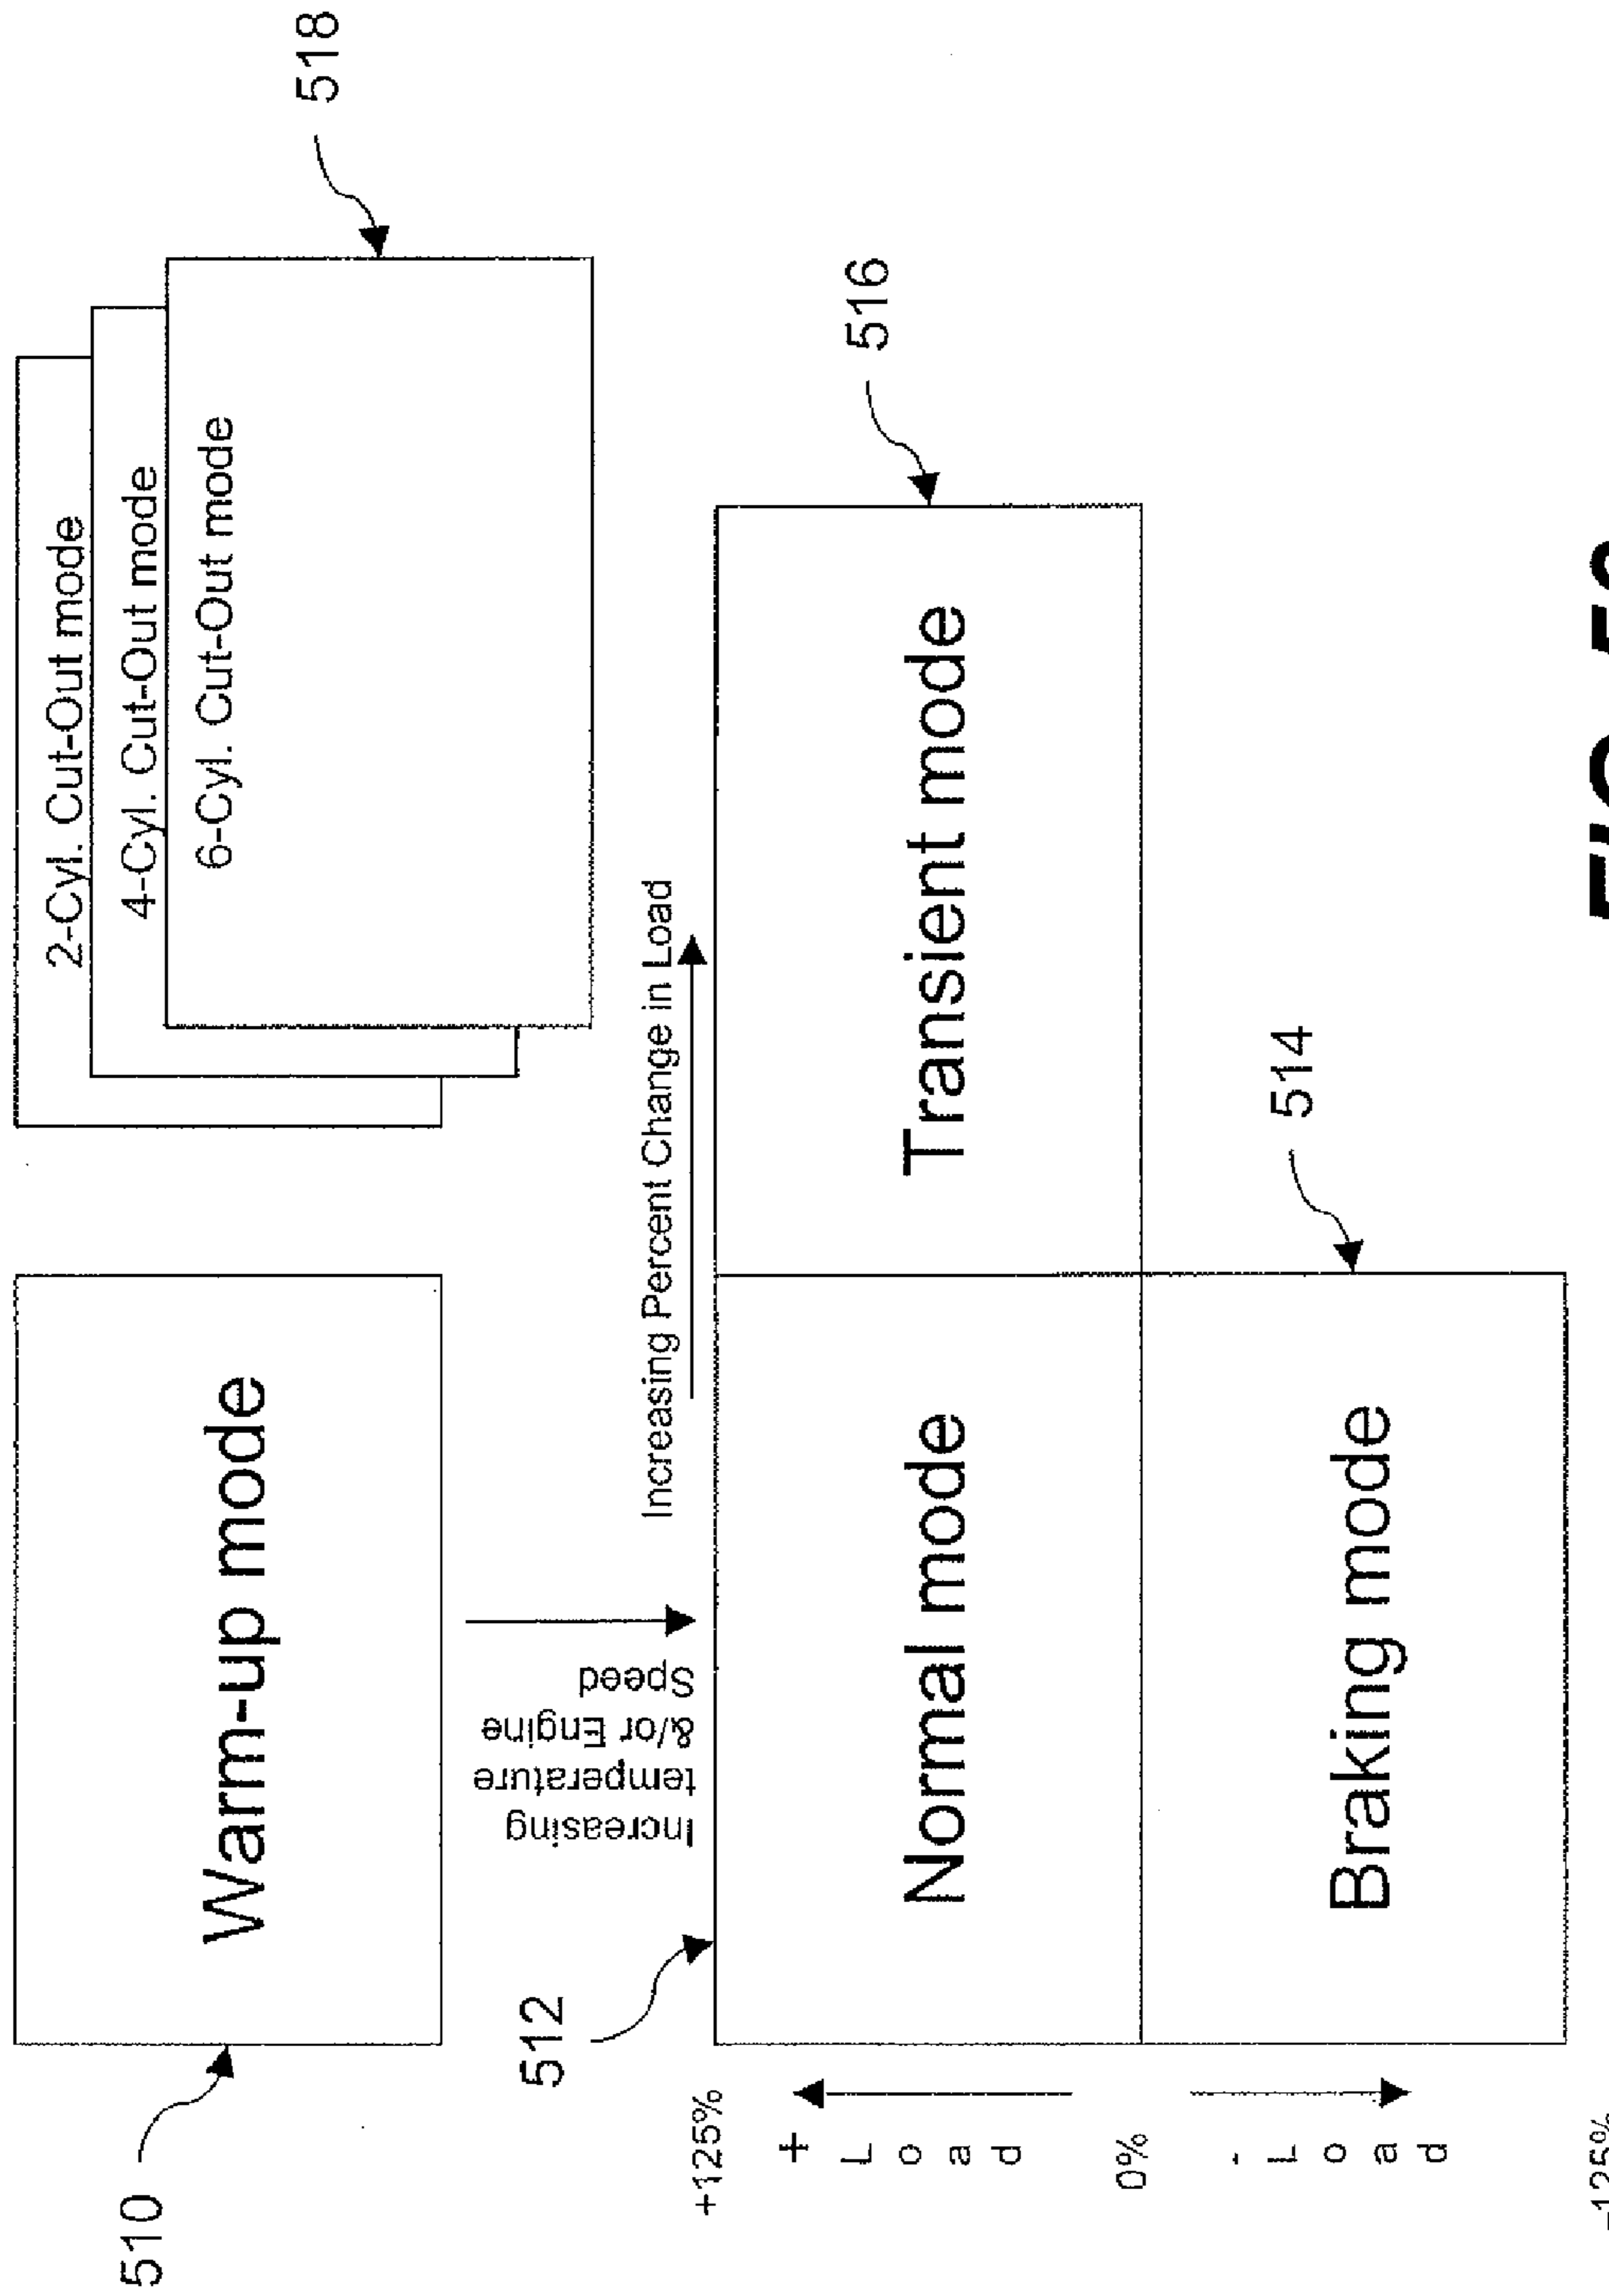 510
Warm-up mode
2-Cyl. Cut-Out mode
4-Cyl. Cut-Out mode
6-Cyl. Cut-Out mode
518
512
Increasing
temperature
&/or Engine
Speed
Increasing Percent Change in Load
+125%
+
L
o
a
d
0%
-
L
o
a
d
-125%
Normal mode
Transient mode
516
Braking mode
514
FIG.